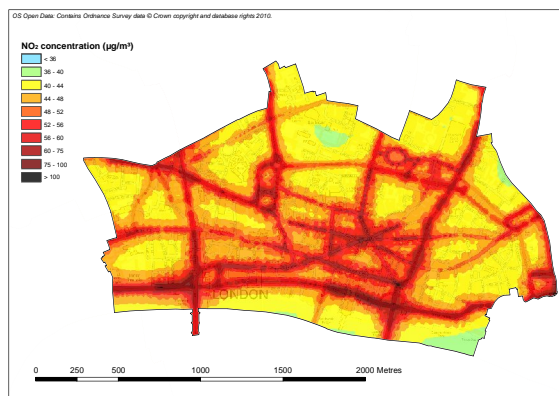 OS Open Data: Contains Ordnance Survey data © Crown copyright and database rights 2010.
NO₂ concentration (µg/m³)
< 36
36 - 40
40 - 44
44 - 48
48 - 52
52 - 56
56 - 60
60 - 75
75 - 100
> 100
LONDON
0 250 500 1000 1500 2000 Metres